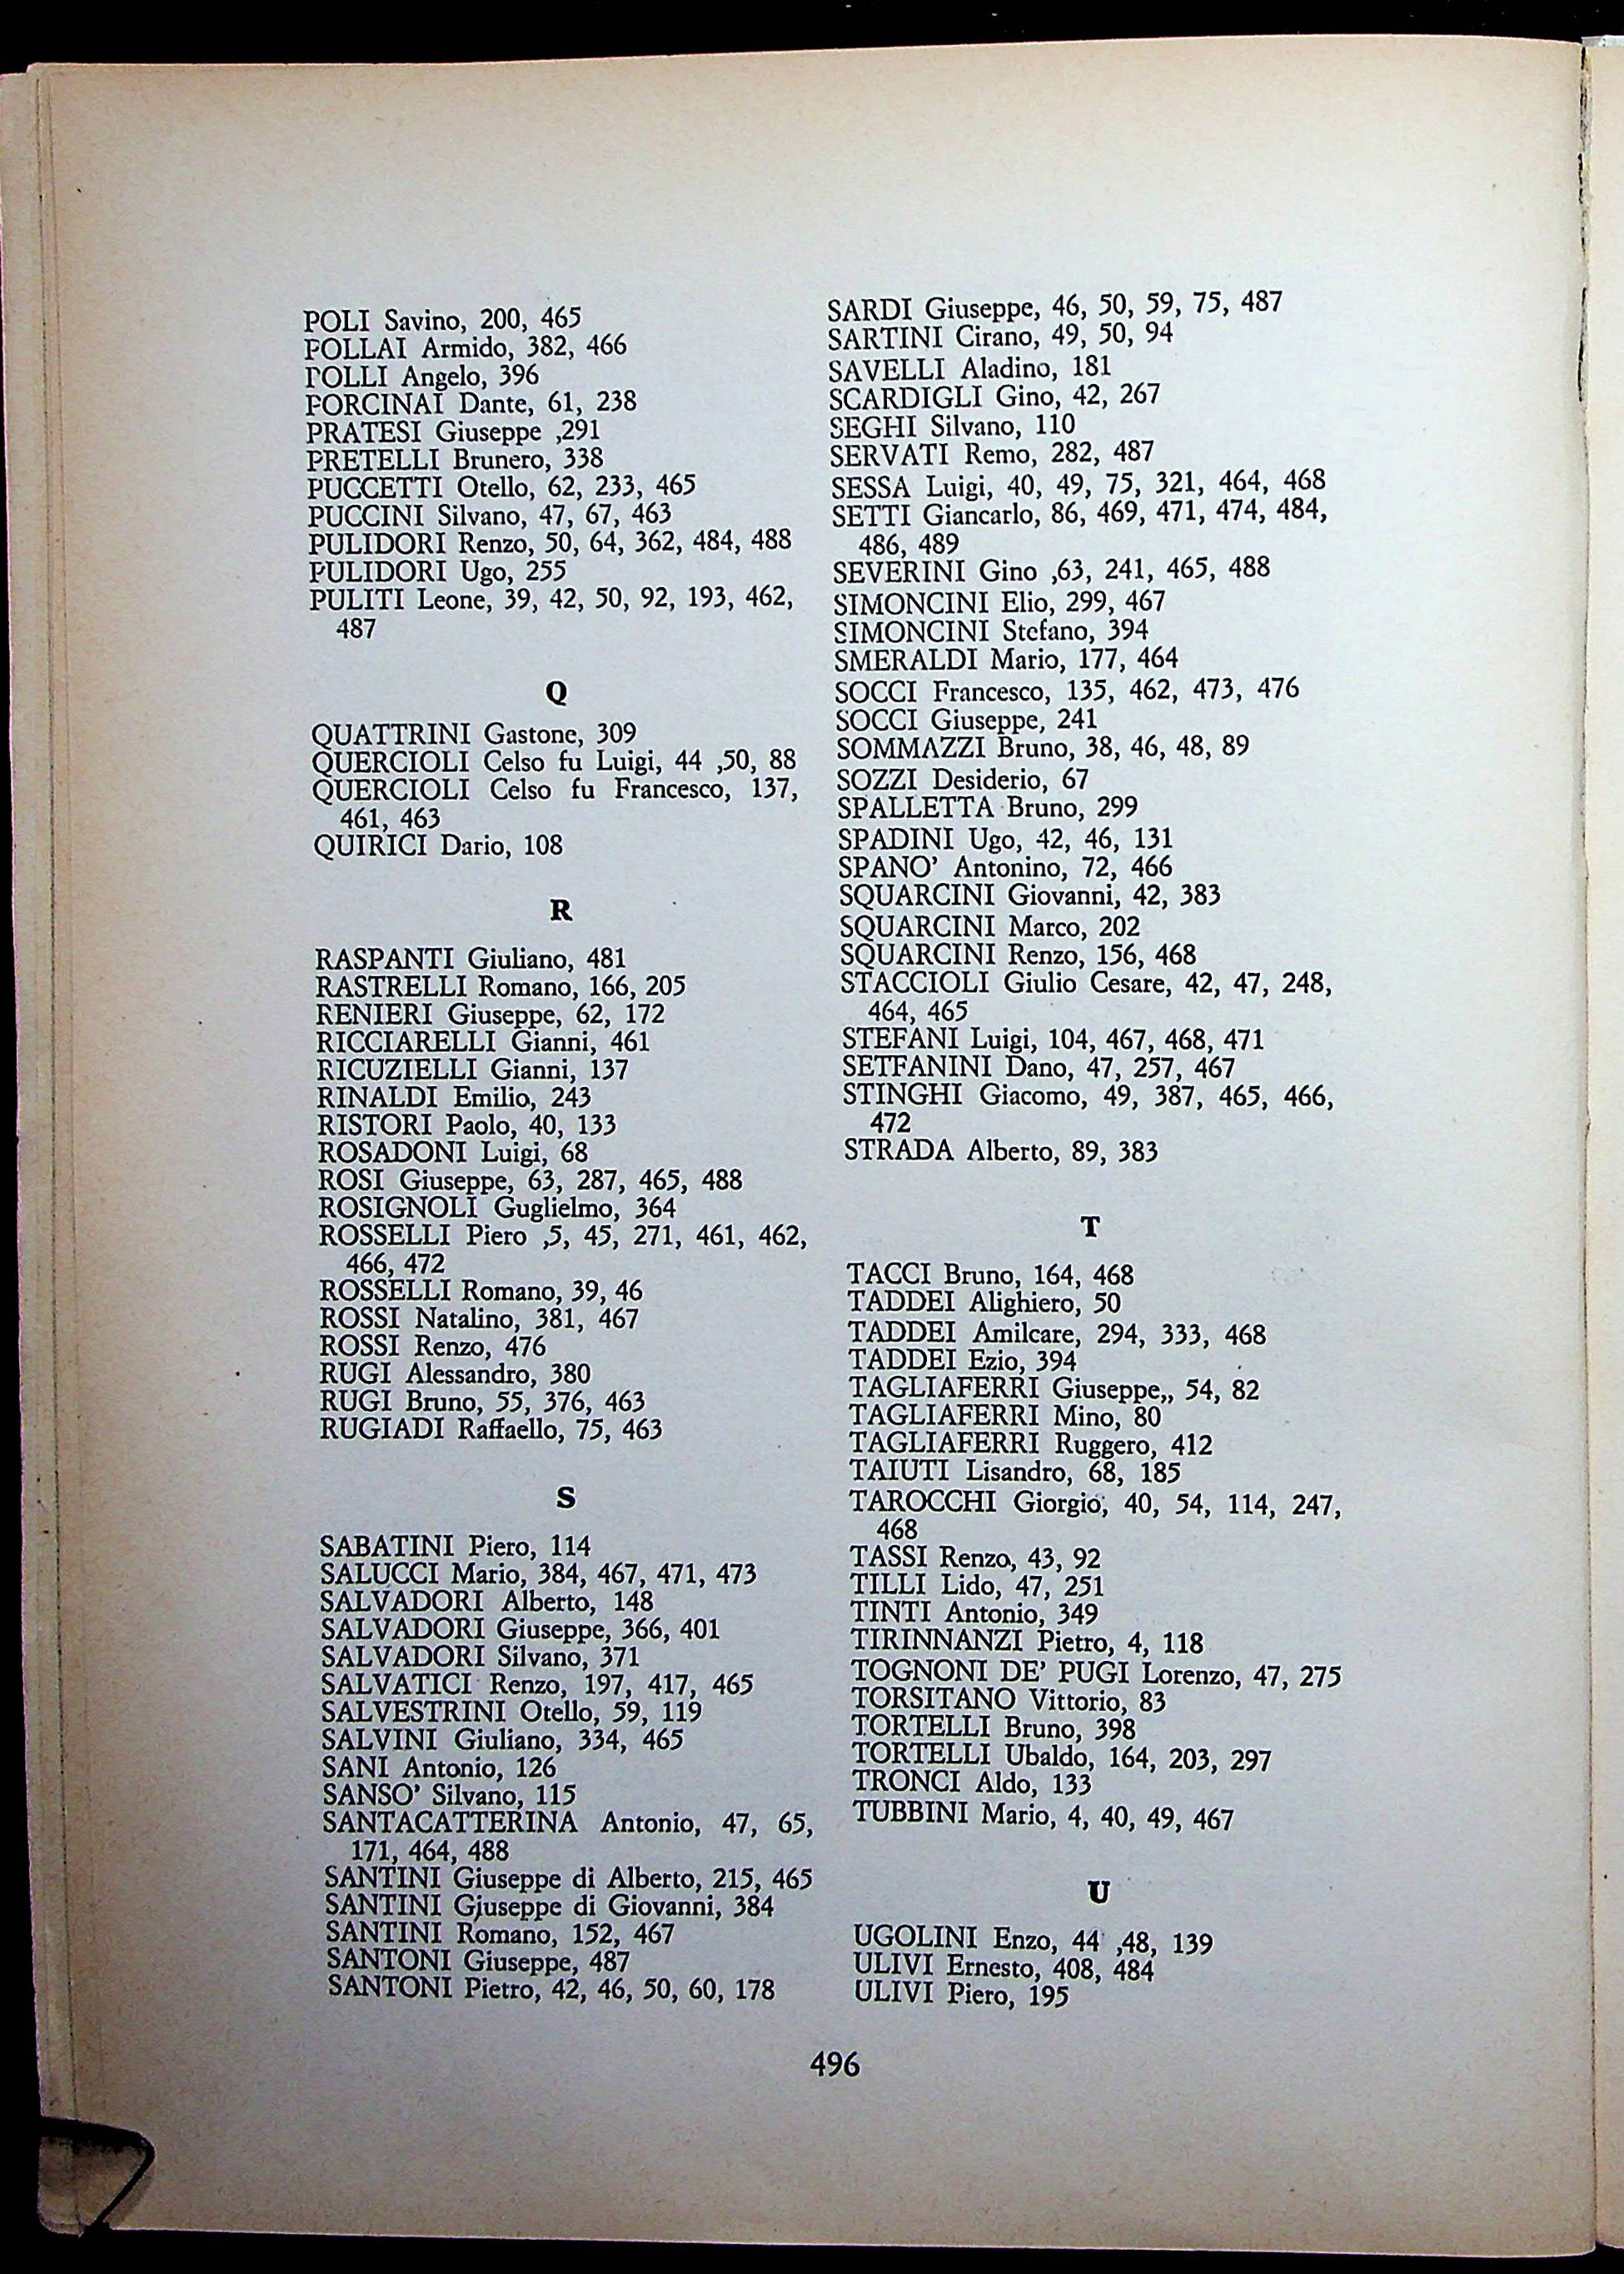 POLI Savino, 200, 465
POLLAI Armido, 382, 466
POLLI Angelo, 396
PORCINAI Dante, 61, 238
PRATESI Giuseppe ,291
PRETELLI Brunero, 338
PUCCETTI Otello, 62, 233, 465
PUCCINI Silvano, 47, 67, 463
PULIDORI Renzo, 50, 64, 362, 484, 488
PULIDORI Ugo, 255
PULITI Leone, 39, 42, 50, 92, 193, 462,
487
Q
QUATTRINI Gastone, 309
QUERCIOLI Celso fu Luigi, 44 ,50, 88
QUERCIOLI Celso fu Francesco, 137,
461, 463
QUIRICI Dario, 108
R
RASPANTI Giuliano, 481
RASTRELLI Romano, 166, 205
RENIERI Giuseppe, 62, 172
RICCIARELLI Gianni, 461
RICUZIELLI Gianni, 137
RINALDI Emilio, 243
RISTORI Paolo, 40, 133
ROSADONI Luigi, 68
ROSI Giuseppe, 63, 287, 465, 488
ROSIGNOLI Guglielmo, 364
ROSSELLI Piero ,5, 45, 271, 461, 462,
466, 472
ROSSELLI Romano, 39, 46
ROSSI Natalino, 381, 467
ROSSI Renzo, 476
RUGI Alessandro, 380
RUGI Bruno, 55, 376, 463
RUGIADI Raffaello, 75, 463
S
SABATINI Piero, 114
SALUCCI Mario, 384, 467, 471, 473
SALVADORI Alberto, 148
SALVADORI Giuseppe, 366, 401
SALVADORI Silvano, 371
SALVATICI Renzo, 197, 417, 465
SALVESTRINI Otello, 59, 119
SALVINI Giuliano, 334, 465
SANI Antonio, 126
SANSO' Silvano, 115
SANTACATTERINA Antonio, 47, 65,
171, 464, 488
SANTINI Giuseppe di Alberto, 215, 465
SANTINI Giuseppe di Giovanni, 384
SANTINI Romano, 152, 467
SANTONI Giuseppe, 487
SANTONI Pietro, 42, 46, 50, 60, 178
SARDI Giuseppe, 46, 50, 59, 75, 487
SARTINI Cirano, 49, 50, 94
SAVELLI Aladino, 181
SCARDIGLI Gino, 42, 267
SEGHI Silvano, 110
SERVATI Remo, 282, 487
SESSA Luigi, 40, 49, 75, 321, 464, 468
SETTI Giancarlo, 86, 469, 471, 474, 484,
486, 489
SEVERINI Gino ,63, 241, 465, 488
SIMONCINI Elio, 299, 467
SIMONCINI Stefano, 394
SMERALDI Mario, 177, 464
SOCCI Francesco, 135, 462, 473, 476
SOCCI Giuseppe, 241
SOMMAZZI Bruno, 38, 46, 48, 89
SOZZI Desiderio, 67
SPALLETTA Bruno, 299
SPADINI Ugo, 42, 46, 131
SPANO' Antonino, 72, 466
SQUARCINI Giovanni, 42, 383
SQUARCINI Marco, 202
SQUARCINI Renzo, 156, 468
STACCIOLI Giulio Cesare, 42, 47, 248,
464, 465
STEFANI Luigi, 104, 467, 468, 471
SETFANINI Dano, 47, 257, 467
STINGHI Giacomo, 49, 387, 465, 466,
472
STRADA Alberto, 89, 383
T
TACCI Bruno, 164, 468
TADDEI Alighiero, 50
TADDEI Amilcare, 294, 333, 468
TADDEI Ezio, 394
TAGLIAFERRI Giuseppe,, 54, 82
TAGLIAFERRI Mino, 80
TAGLIAFERRI Ruggero, 412
TAIUTI Lisandro, 68, 185
TAROCCHI Giorgio, 40, 54, 114, 247,
468
TASSI Renzo, 43, 92
TILLI Lido, 47, 251
TINTI Antonio, 349
TIRINNANZI Pietro, 4, 118
TOGNONI DE' PUGI Lorenzo, 47, 275
TORSITANO Vittorio, 83
TORTELLI Bruno, 398
TORTELLI Ubaldo, 164, 203, 297
TRONCI Aldo, 133
TUBBINI Mario, 4, 40, 49, 467
U
UGOLINI Enzo, 44 ,48, 139
ULIVI Ernesto, 408, 484
ULIVI Piero, 195
496